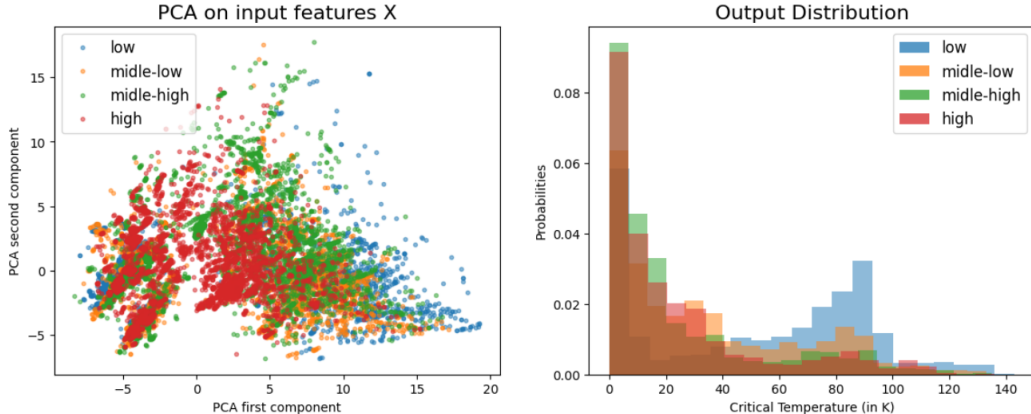 PCA on input features X
low
midle-low
midle-high
high
15
10
5
0
−5
PCA second component
−5
0
5
10
15
20
PCA first component
Output Distribution
low
midle-low
midle-high
high
0.08
0.06
0.04
0.02
0.00
Probabilities
0
20
40
60
80
100
120
140
Critical Temperature (in K)